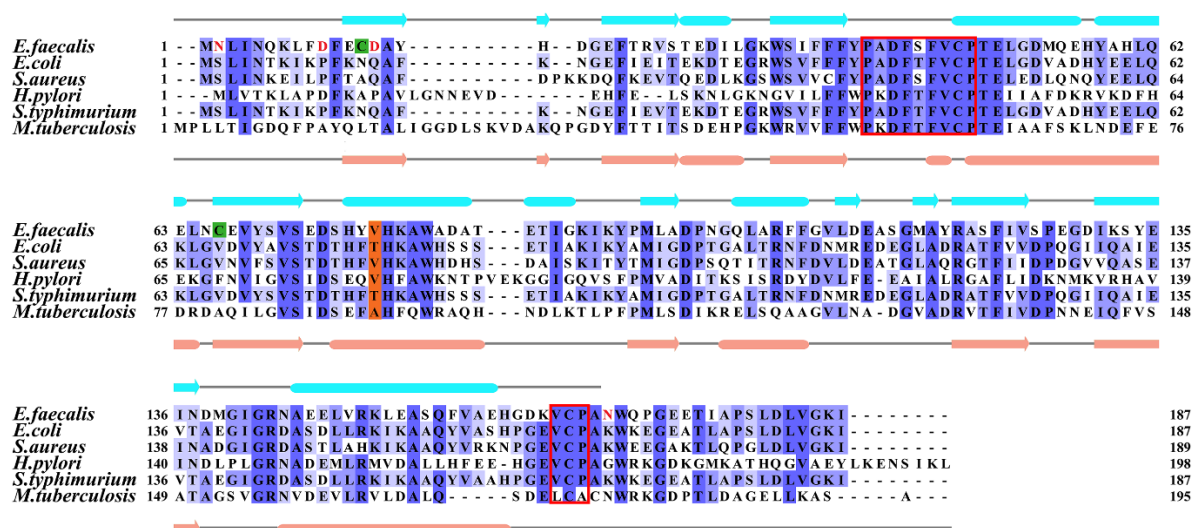 E.faecalis 1 --MNLINQKLFDFECDAY----------H--DGEFTRVSTEDILGKWSIFFFYPADFSFVCPTELGDMQEHYAHLQ 62
E.coli 1 --MSLINTKIKPFKNQAF----------K--NGEFIEITEKDTEGRWSVFFFYPADFTFVCPTELGDVADHYEELQ 62
S.aureus 1 --MSLINKEILPFTAQAF----------DPKKDQFKEVTQEDLKGSWSVVCFYPADFSFVCPTELEDLQNQYEELQ 64
H.pylori 1 --MLVTKLAPDFKAPAVLGNNEVD--------EHFE--LSKNLGKNGVILFFWPKDFTFVCPTEIIAFDKRVKDFH 64
S.typhimurium 1 --MSLINTKIKPFKNQAF----------K--NGEFIEVTEKDTEGRWSVFFFYPADFTFVCPTELGDVADHYEELQ 62
M.tuberculosis 1 MPLLTIGDQFPAYQLTALIGGDLSKVDAKQPGDYFTTITSDEHPGKWRVVFFWPKDFTFVCPTEIAAFSKLNDEFE 76
E.faecalis 63 ELNCEVYSVSEDSHYVHKAWADAT---ETIGKIKYPMLADPNGQLARFFGVLDEASGMAYRASFIVSPEGDIKSYE 135
E.coli 63 KLGVDVYAVSTDTHFTHKAWHSSS---ETIAKIKYAMIGDPTGALTRNFDNMREDEGLADRATFVVDPQGIIQAIE 135
S.aureus 65 KLGVNVFSVSTDTHFVHKAWHDHS---DAISKITYTMIGDPSQTITRNFDVLDEATGLAQRGTFIIDPDGVVQASE 137
H.pylori 65 EKGFNVIGVSIDSEQVHFAWKNTPVEKGGIGQVSFPMVADITKSISRDYDVLFE-EAIALRGAFLIDKNMKVRHAV 139
S.typhimurium 63 KLGVDVYSVSTDTHFTHKAWHSSS---ETIAKIKYAMIGDPTGALTRNFDNMREDEGLADRATFVVDPQGIIQAIE 135
M.tuberculosis 77 DRDAQILGVSIDSEFAHFQWRAQH---NDLKTLPFPMLSDIKRELSQAAGVLNA-DGVADRVTFIVDPNNEIQFVS 148
E.faecalis 136 INDMGIGRNAEELVRKLEASQFVAEHGDKVCPANWQPGEETIAPSLDLVGKI-------- 187
E.coli 136 VTAEGIGRDASDLLRKIKAAQYVASHPGEVCPAKWKEGEATLAPSLDLVGKI-------- 187
S.aureus 138 INADGIGRDASTLAHKIKAAQYVRKNPGEVCPAKWEEGAKTLQPGLDLVGKI-------- 189
H.pylori 140 INDLPLGRNADEMLRMVDALLHFEE-HGEVCPAGWRKGDKGMKATHQGVAEYLKENSIKL 198
S.typhimurium 136 VTAEGIGRDASDLLRKIKAAQYVAAHPGEVCPAKWKEGEATLAPSLDLVGKI-------- 187
M.tuberculosis 149 ATAGSVGRNVDEVLRVLDALQ-----SDELCACNWRKGDPTLDAGELLKAS-----A--- 195